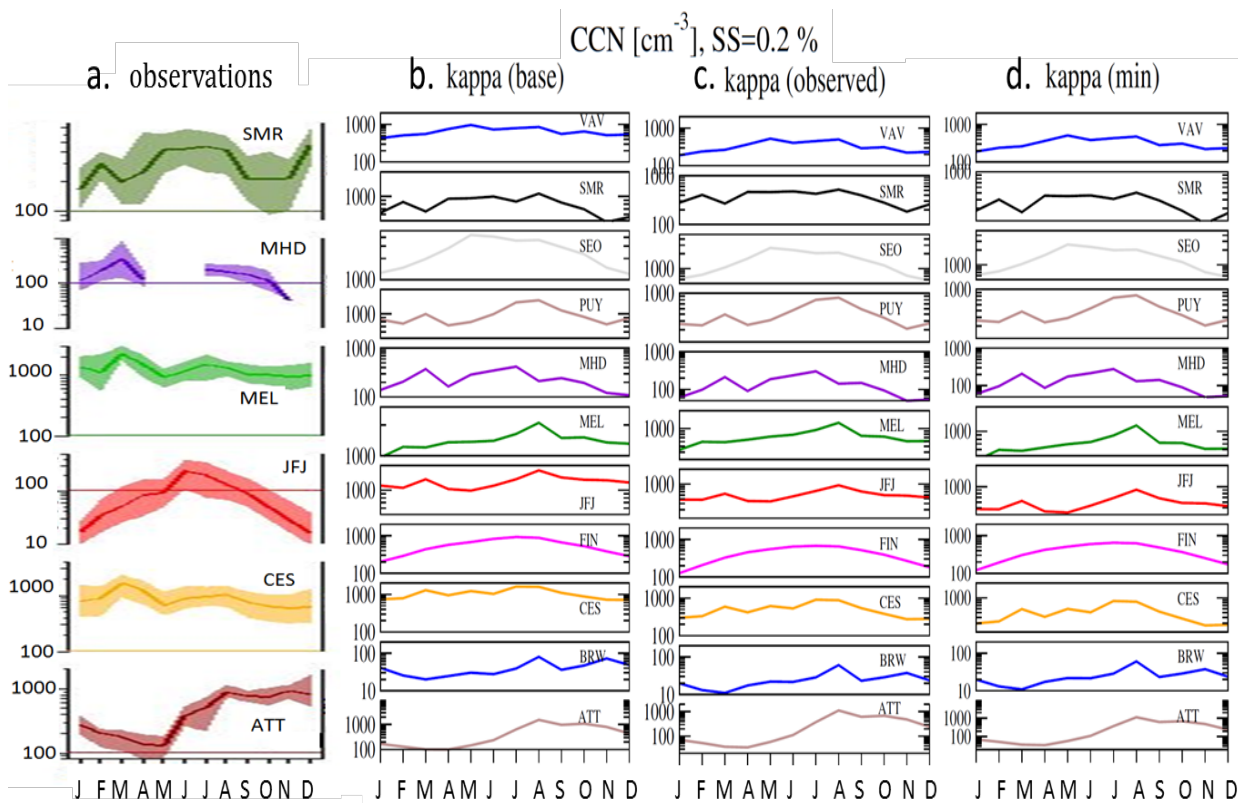 CCN [cm⁻³], SS=0.2 %
a. observations
SMR
100
MHD
100
10
MEL
1000
100
JFJ
100
10
CES
1000
100
ATT
1000
100
J F M A M J J A S O N D
b. kappa (base)
VAV
1000
100
SMR
1000
SEO
1000
PUY
1000
MHD
1000
100
MEL
1000
JFJ
1000
FIN
1000
100
CES
1000
100
BRW
100
10
ATT
100
J F M A M J J A S O N D
c. kappa (observed)
VAV
1000
100
SMR
1000
100
SEO
1000
PUY
1000
MHD
1000
100
MEL
1000
JFJ
1000
FIN
1000
100
CES
1000
100
BRW
100
10
ATT
1000
100
J F M A M J J A S O N D
d. kappa (min)
VAV
1000
100
SMR
1000
SEO
1000
PUY
1000
MHD
1000
100
MEL
1000
JFJ
1000
FIN
1000
100
CES
1000
100
BRW
100
10
ATT
1000
100
J F M A M J J A S O N D